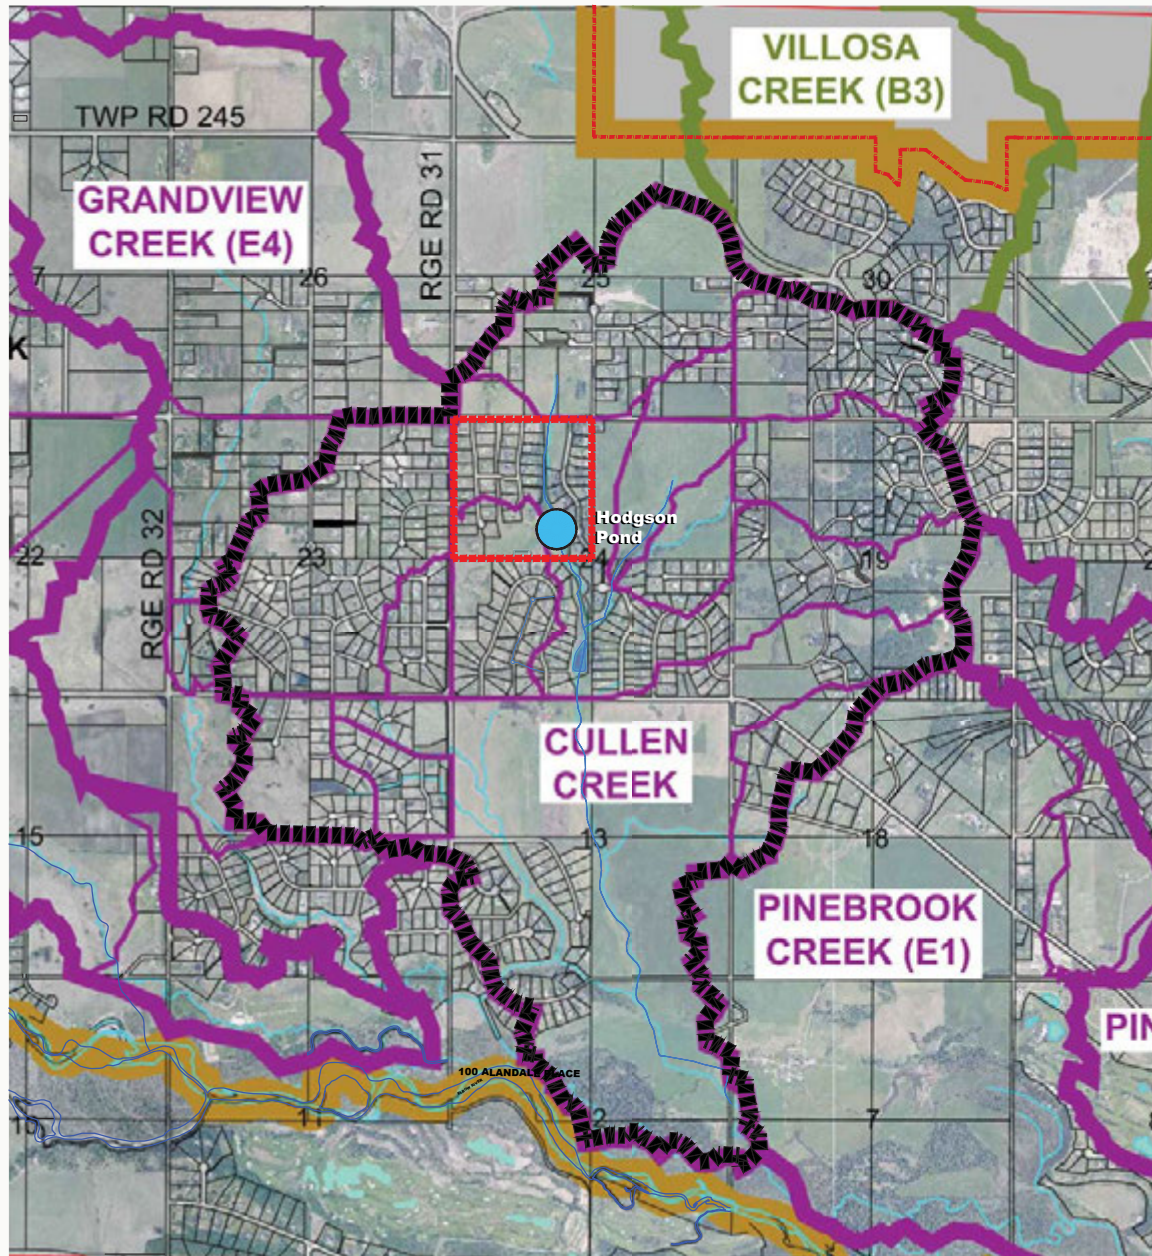 VILLOSA
CREEK (B3)
TWP RD 245
RGE RD 31
GRANDVIEW
CREEK (E4)
26
25
30
K
Hodgson
Pond
RGE RD 32
22
23
24
19
CULLEN
CREEK
15
13
18
PINEBROOK
CREEK (E1)
PIN
100 ALANDALE PLACE
10
11
7